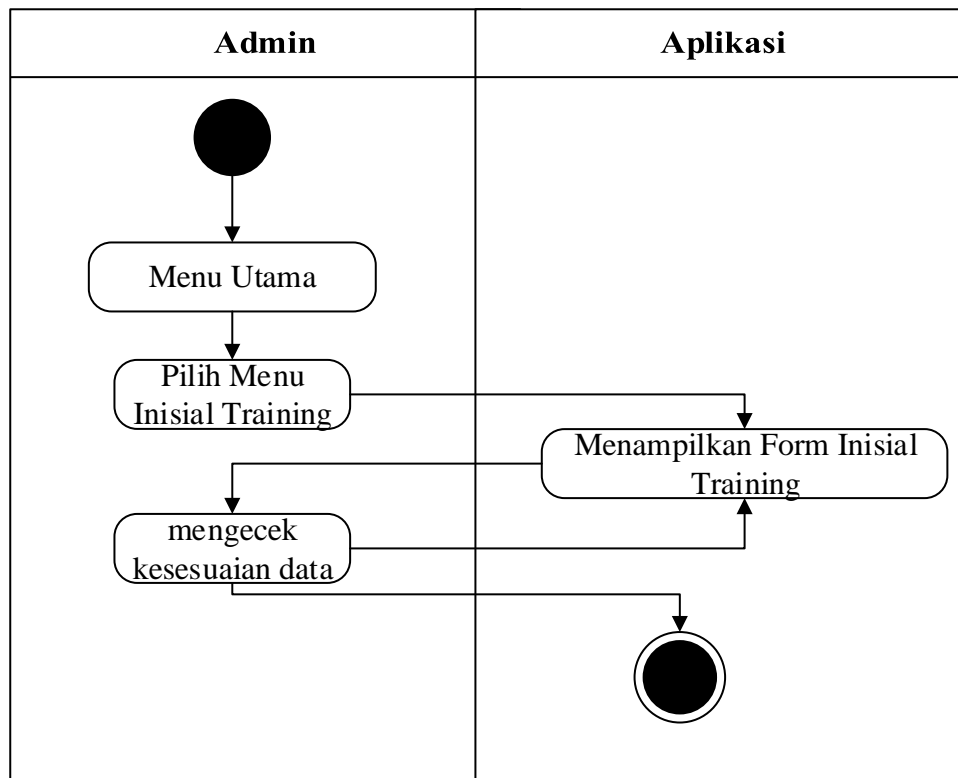 Admin
Aplikasi
Menu Utama
Pilih Menu
Inisial Training
Menampilkan Form Inisial
Training
mengecek
kesesuaian data